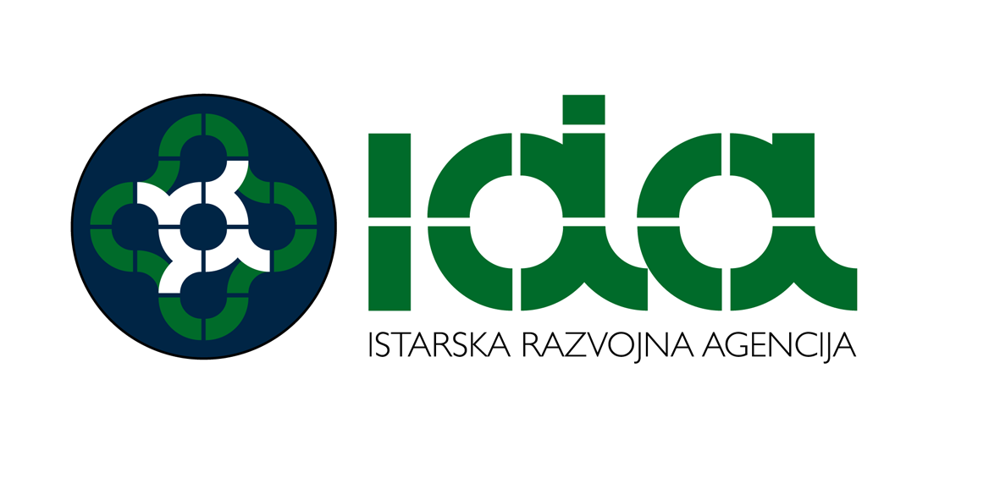 ida
ISTARSKA RAZVOJNA AGENCIJA